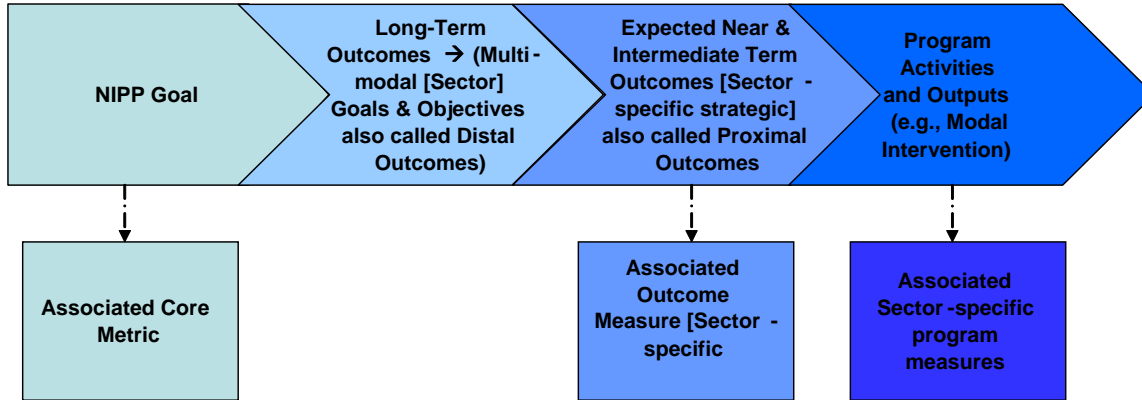 NIPP Goal
Long-Term
Outcomes → (Multi-
modal [Sector]
Goals & Objectives
also called Distal
Outcomes)
Expected Near &
Intermediate Term
Outcomes [Sector -
specific strategic]
also called Proximal
Outcomes
Program
Activities
and Outputs
(e.g., Modal
Intervention)
Associated Core
Metric
Associated
Outcome
Measure [Sector -
specific
Associated
Sector -specific
program
measures